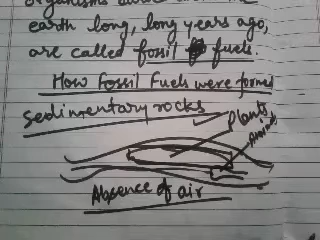 earth long, long years ago,
are called fossil fuels.
How Fossil Fuels were formed
Sedimentary rocks
Plants
Absence of air